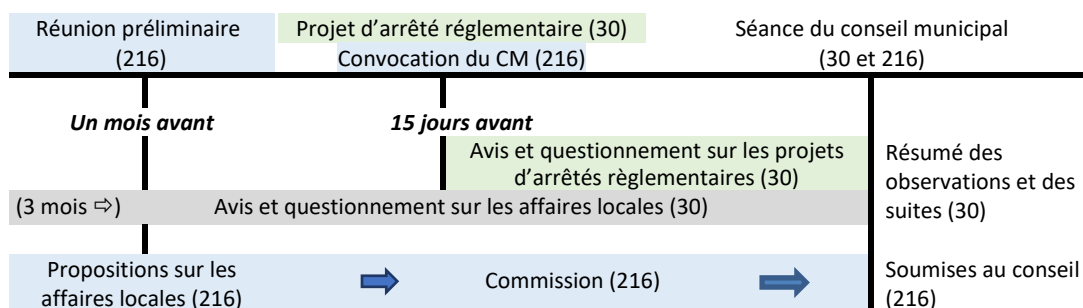 Réunion préliminaire
(216)
Projet d’arrêté réglementaire (30)
Convocation du CM (216)
Séance du conseil municipal
(30 et 216)
Un mois avant
15 jours avant
Avis et questionnement sur les projets
d’arrêtés règlementaires (30)
Résumé des
observations et des
suites (30)
(3 mois ⇨)
Avis et questionnement sur les affaires locales (30)
Propositions sur les
affaires locales (216)
Commission (216)
Soumises au conseil
(216)